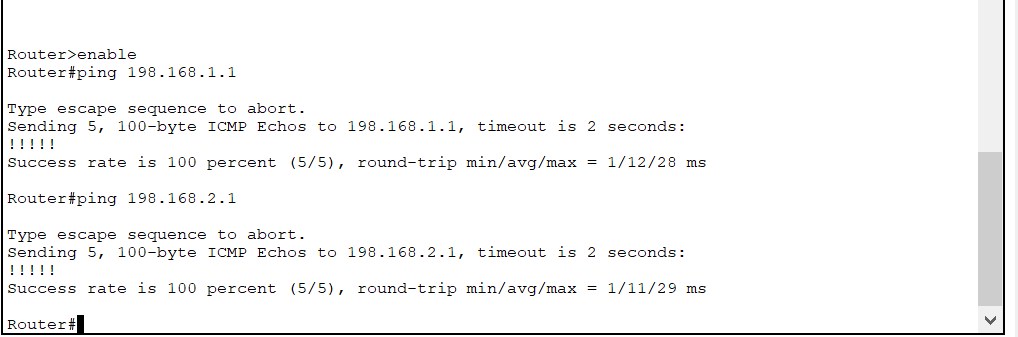 Router>enable
Router#ping 198.168.1.1
Type escape sequence to abort.
Sending 5, 100-byte ICMP Echos to 198.168.1.1, timeout is 2 seconds:
!!!!!
Success rate is 100 percent (5/5), round-trip min/avg/max = 1/12/28 ms
Router#ping 198.168.2.1
Type escape sequence to abort.
Sending 5, 100-byte ICMP Echos to 198.168.2.1, timeout is 2 seconds:
!!!!!
Success rate is 100 percent (5/5), round-trip min/avg/max = 1/11/29 ms
Router#